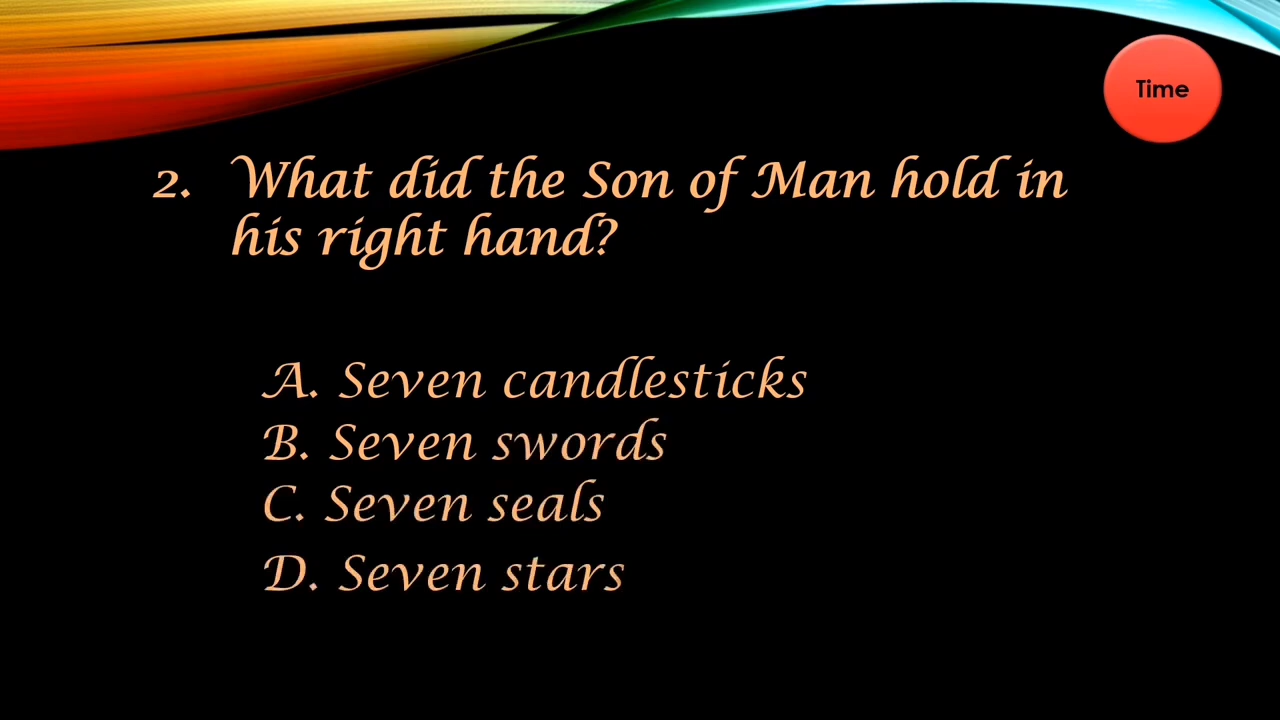 Time
2. What did the Son of Man hold in
his right hand?
A. Seven candlesticks
B. Seven swords
C. Seven seals
D. Seven stars